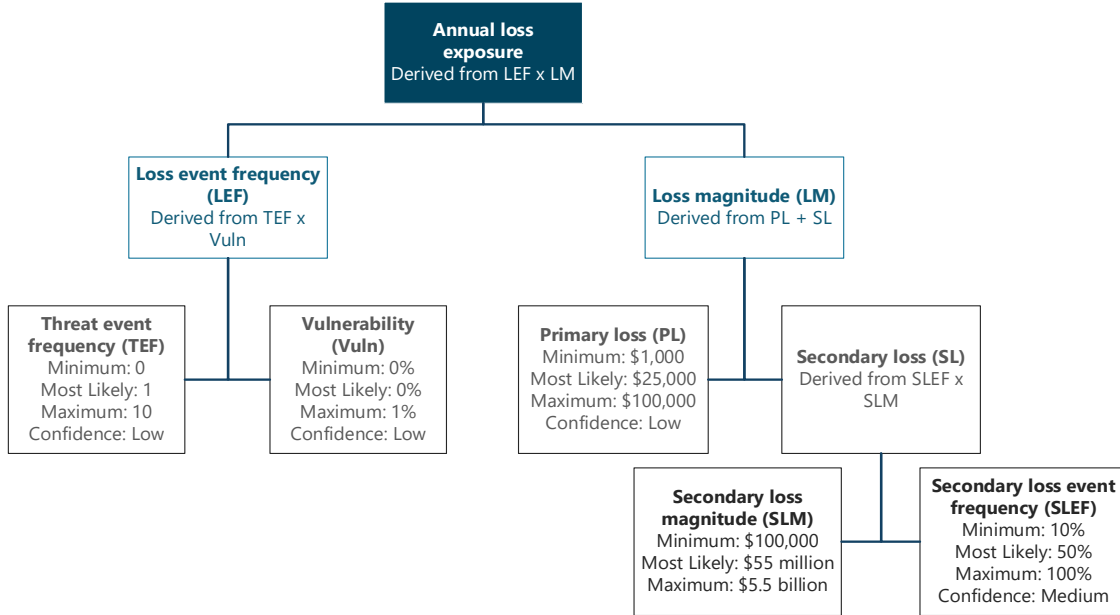 Annual loss
exposure
Derived from LEF x LM
Loss event frequency
(LEF)
Derived from TEF x
Vuln
Loss magnitude (LM)
Derived from PL + SL
Threat event
frequency (TEF)
Minimum: 0
Most Likely: 1
Maximum: 10
Confidence: Low
Vulnerability
(Vuln)
Minimum: 0%
Most Likely: 0%
Maximum: 1%
Confidence: Low
Primary loss (PL)
Minimum: $1,000
Most Likely: $25,000
Maximum: $100,000
Confidence: Low
Secondary loss (SL)
Derived from SLEF x
SLM
Secondary loss
magnitude (SLM)
Minimum: $100,000
Most Likely: $55 million
Maximum: $5.5 billion
Secondary loss event
frequency (SLEF)
Minimum: 10%
Most Likely: 50%
Maximum: 100%
Confidence: Medium